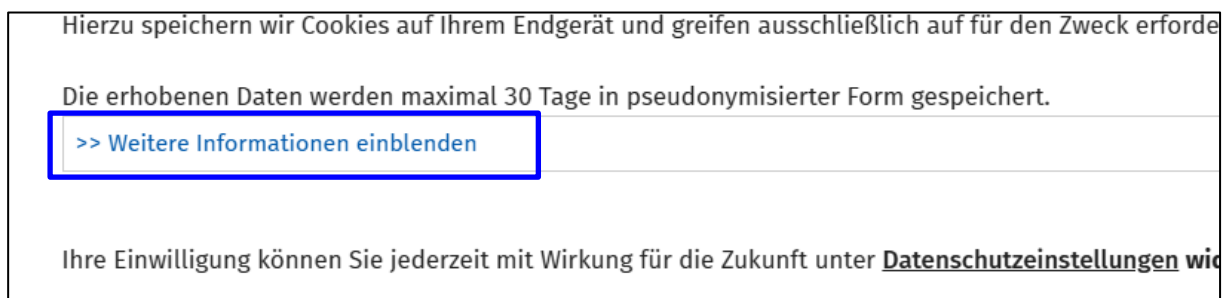 Hierzu speichern wir Cookies auf Ihrem Endgerät und greifen ausschließlich auf für den Zweck
Die erhobenen Daten werden maximal 30 Tage in pseudonymisierter Form gespeichert.
>> Weitere Informationen einblenden
Ihre Einwilligung können Sie jederzeit mit Wirkung für die Zukunft unter Datenschutzeinstellungen